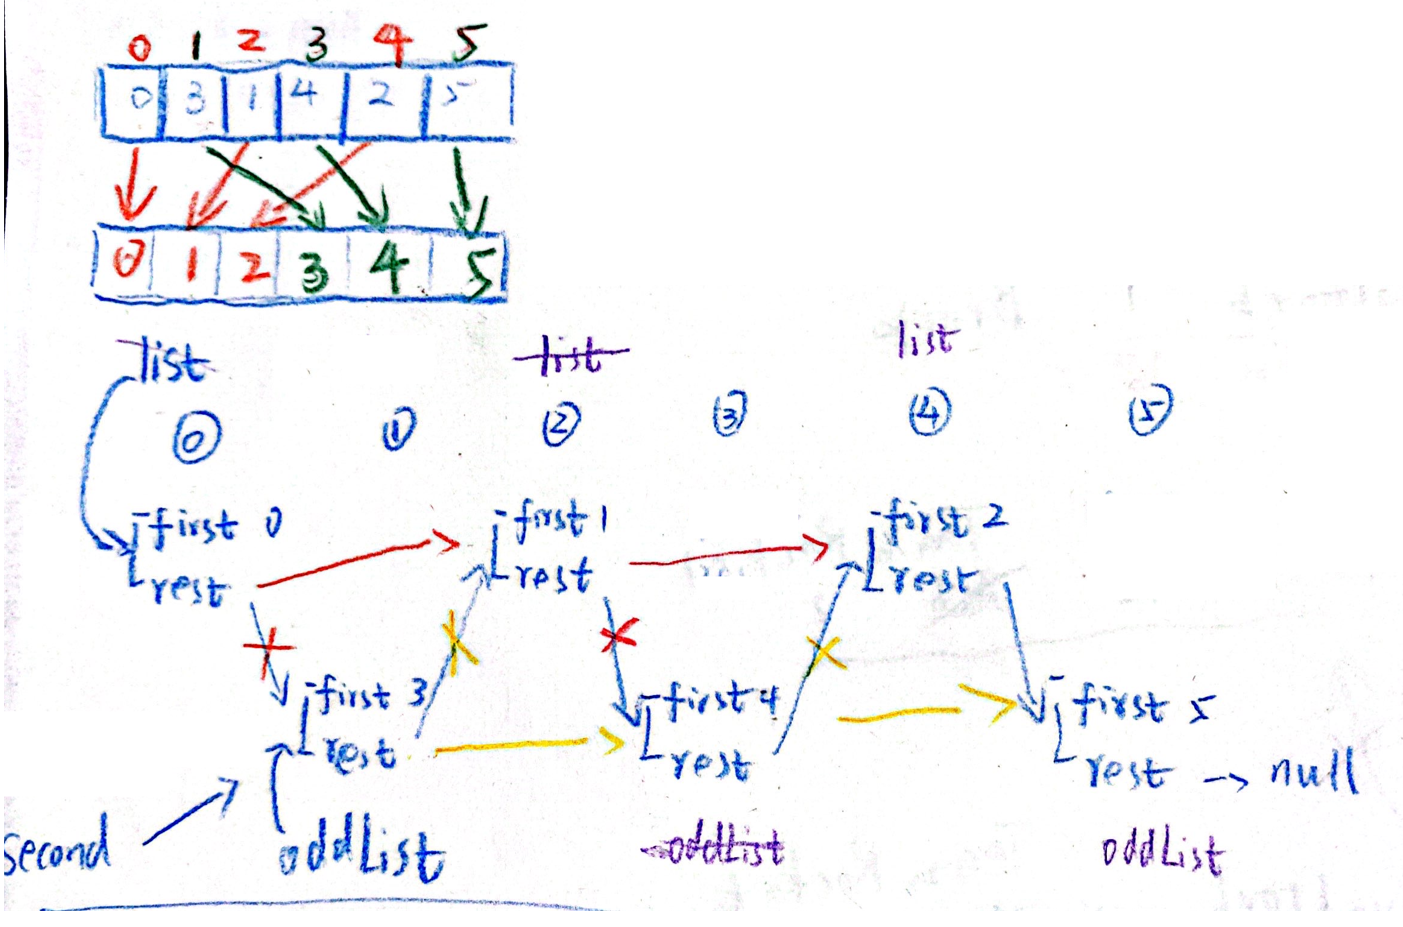 0 1 2 3 4 5
0 3 1 4 2 5
0 1 2 3 4 5
list list list
0 1 2 3 4 5
first 0 first 1 first 2
rest rest rest
first 3 first 4 first 5
rest rest rest → null
second oddList oddList oddList